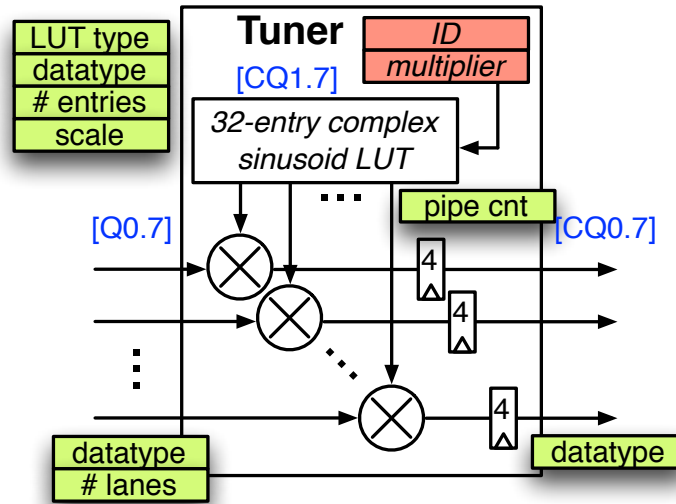 LUT type
datatype
# entries
scale
Tuner
ID
multiplier
[CQ1.7]
32-entry complex
sinusoid LUT
pipe cnt
[Q0.7]
[CQ0.7]
4
4
4
datatype
# lanes
datatype